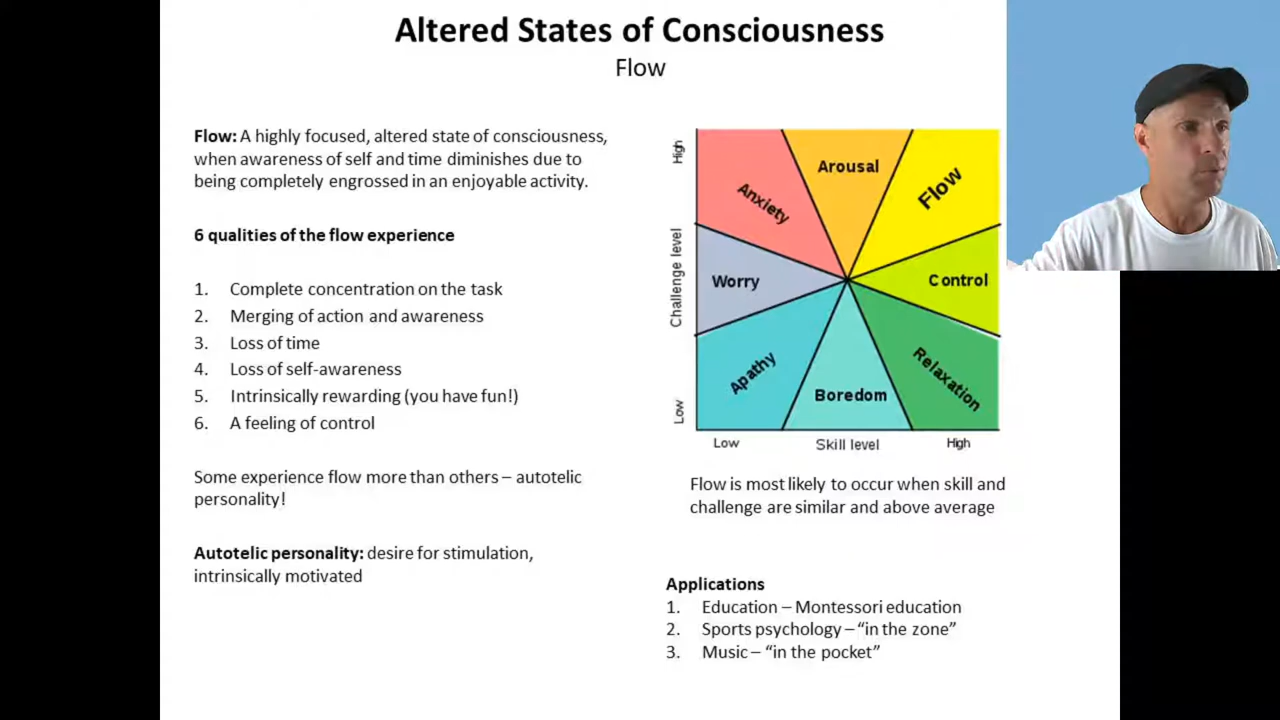 Altered States of Consciousness
Flow
Flow: A highly focused, altered state of consciousness,
when awareness of self and time diminishes due to
being completely engrossed in an enjoyable activity.
6 qualities of the flow experience
1. Complete concentration on the task
2. Merging of action and awareness
3. Loss of time
4. Loss of self-awareness
5. Intrinsically rewarding (you have fun!)
6. A feeling of control
Some experience flow more than others – autotelic
personality!
Autotelic personality: desire for stimulation,
intrinsically motivated
High
Challenge level
Low
Arousal
Anxiety
Flow
Worry
Control
Apathy
Boredom
Relaxation
Low
Skill level
High
Flow is most likely to occur when skill and
challenge are similar and above average
Applications
1. Education – Montessori education
2. Sports psychology – “in the zone”
3. Music – “in the pocket”